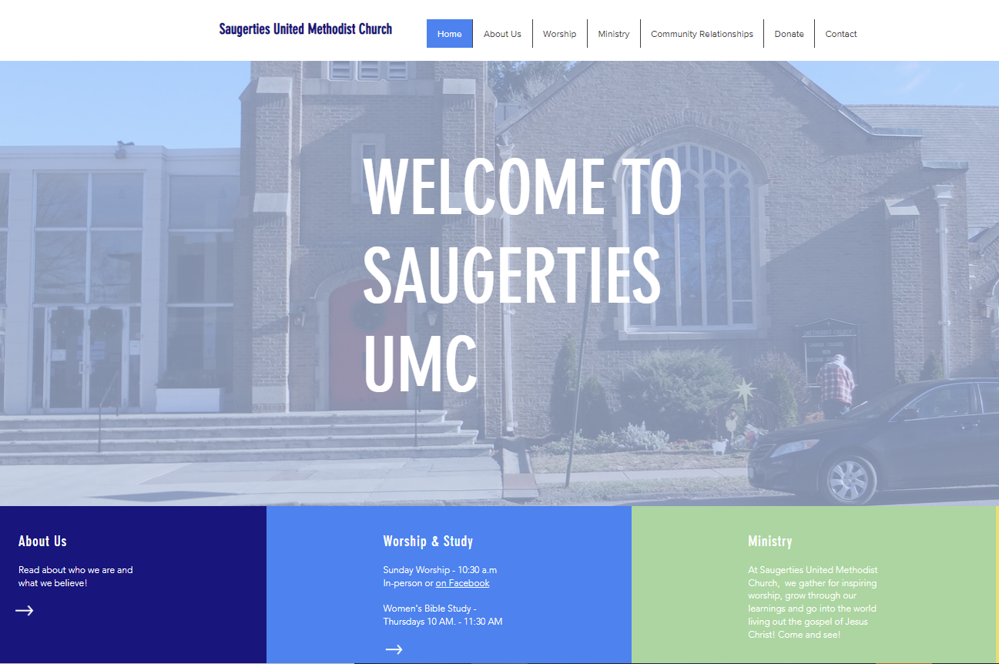 Saugerties United Methodist Church
Home
About Us
Worship
Ministry
Community Relationships
Donate
Contact
WELCOME TO
SAUGERTIES
UMC
METHODIST CHURCH
About Us
Read about who we are and
what we believe!
Worship & Study
Sunday Worship - 10:30 a.m
In-person or on Facebook
Women's Bible Study -
Thursdays 10 AM. - 11:30 AM
Ministry
At Saugerties United Methodist
Church,  we gather for inspiring
worship, grow through our
learnings and go into the world
living out the gospel of Jesus
Christ! Come and see!